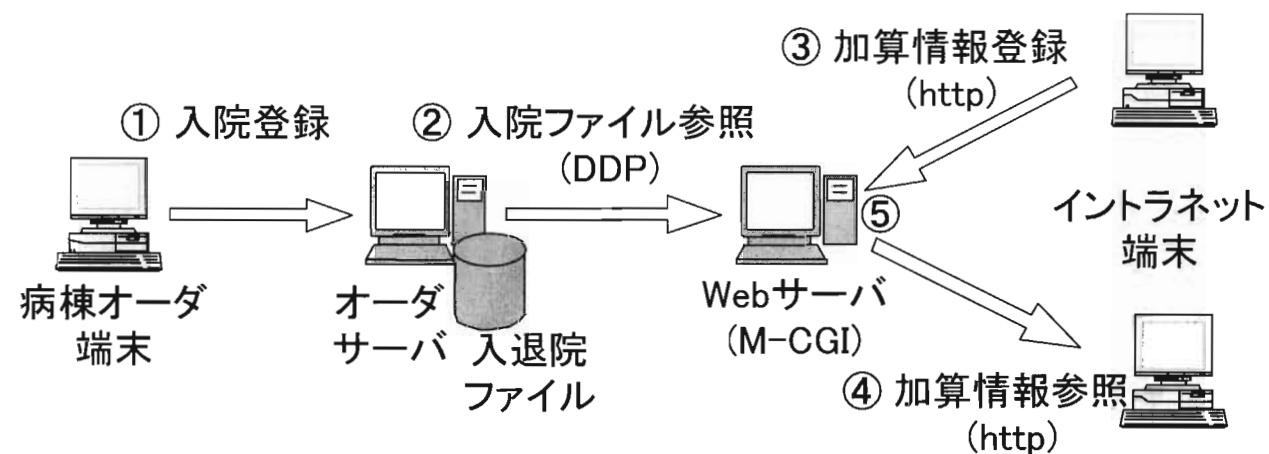 ③ 加算情報登録
(http)
① 入院登録
② 入院ファイル参照
(DDP)
⑤
イントラネット
端末
病棟オーダ
端末
オーダ
サーバ
入退院
ファイル
Webサーバ
(M-CGI)
④ 加算情報参照
(http)